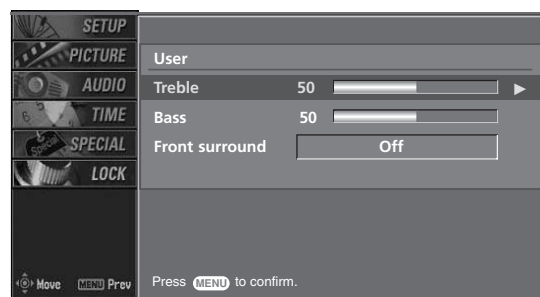 SETUP
PICTURE
AUDIO
TIME
SPECIAL
LOCK
Move MENU Prev
User
Treble 50
Bass 50
Front surround Off
Press MENU to confirm.